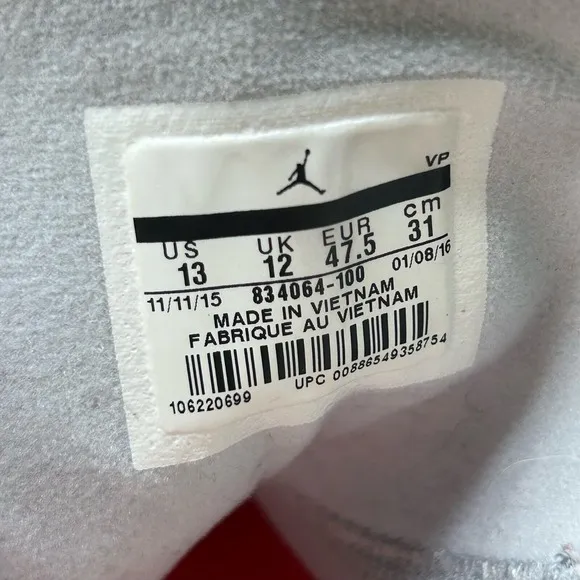 VP
US UK EUR cm
13 12 47.5 31
11/11/15 834064-100 01/08/16
MADE IN VIETNAM
FABRIQUE AU VIETNAM
106220699 UPC 00886549358754